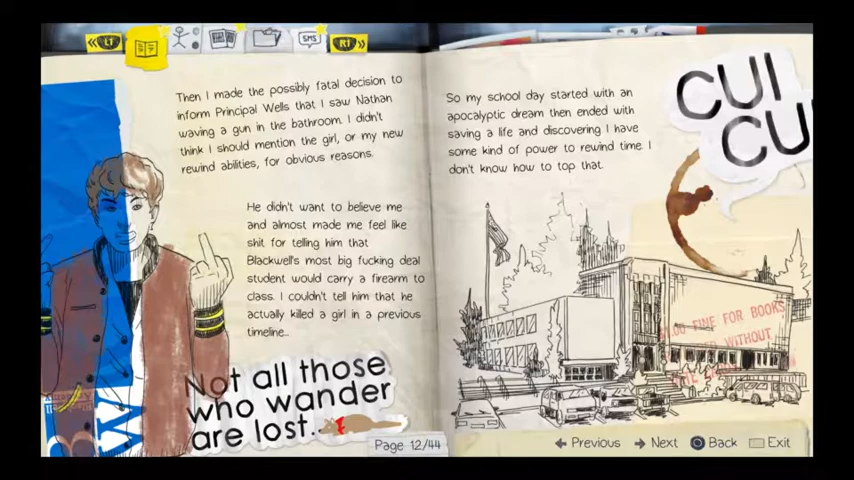 LT
SMS
R1
Then I made the possibly fatal decision to
inform Principal Wells that I saw Nathan
waving a gun in the bathroom. I didn't
think I should mention the girl, or my new
rewind abilities, for obvious reasons.
He didn't want to believe me
and almost made me feel like
shit for telling him that
Blackwell's most big fucking deal
student would carry a firearm to
class. I couldn't tell him that he
actually killed a girl in a previous
timeline...
Not all those
who wander
are lost.
Page 12/44
So my school day started with an
apocalyptic dream then ended with
saving a life and discovering I have
some kind of power to rewind time. I
don't know how to top that.
CUI
CU
FINE FOR BOOKS
WITHOUT
Previous
Next
Back
Exit